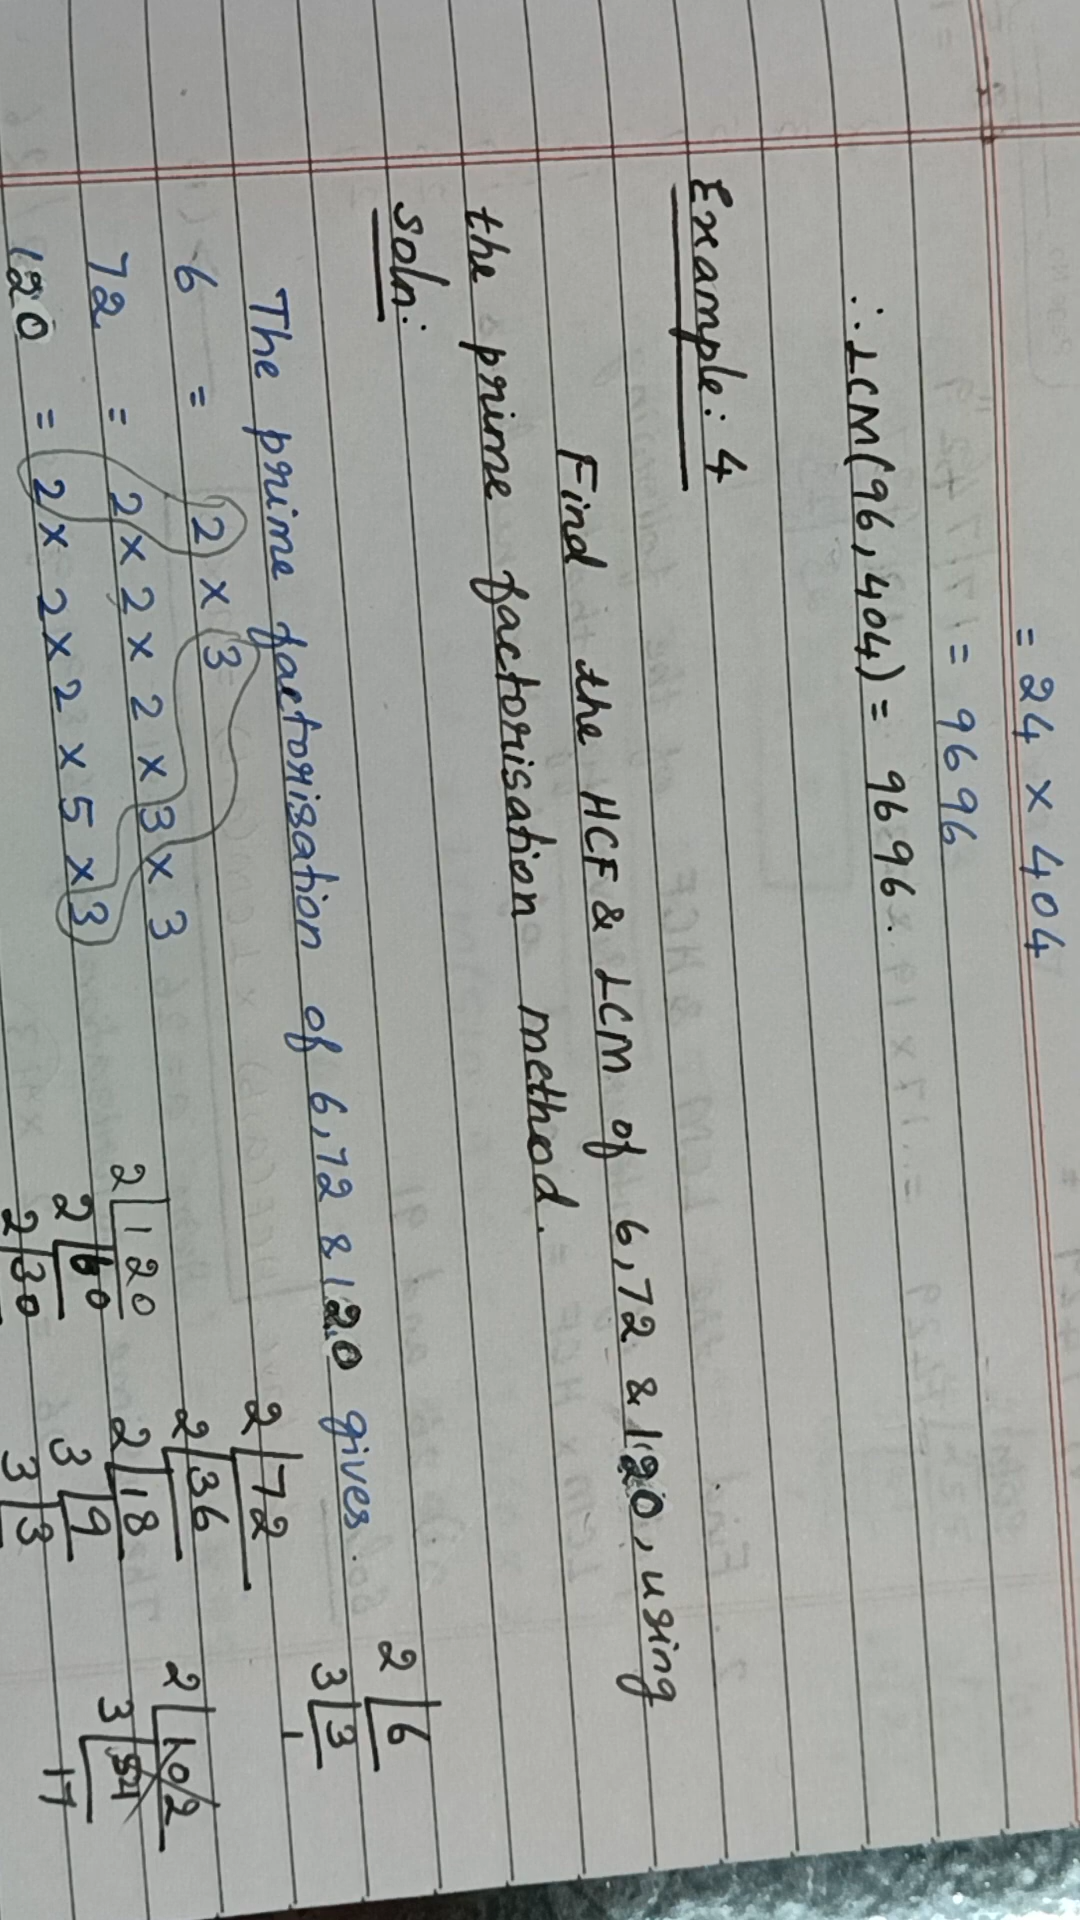 = 24 × 404
= 9696
∴ LCM(96, 404) = 9696.
Example: 4
Find the HCF & LCM of 6, 72 & 120, using
the prime factorisation method.
Soln:
The prime factorisation of 6, 72 & 120 gives.
6 = 2 × 3
72 = 2 × 2 × 2 × 3 × 3
120 = 2 × 2 × 2 × 5 × 3
2 | 6
3 | 3
1
2 | 72
2 | 36
2 | 18
3 | 9
3 | 3
2 | 120
2 | 60
2 | 30
2 | 102
3 |
17